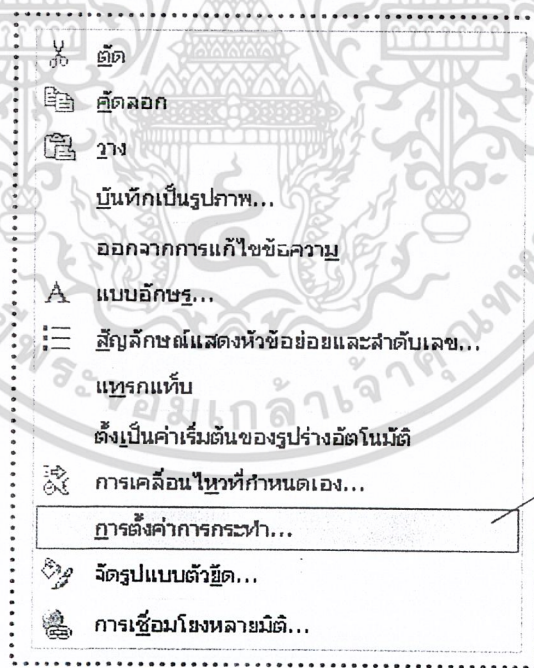 ตัด
คัดลอก
วาง
บันทึกเป็นรูปภาพ...
ออกจากการแก้ไขข้อความ
A แบบอักษร...
สัญลักษณ์แสดงหัวข้อย่อยและลำดับเลข...
แทรกแท็บ
ตั้งเป็นค่าเริ่มต้นของรูปร่างอัตโนมัติ
การเคลื่อนไหวที่กำหนดเอง...
การตั้งค่าการกระทำ...
จัดรูปแบบตัวยึด...
การเชื่อมโยงหลายมิติ...